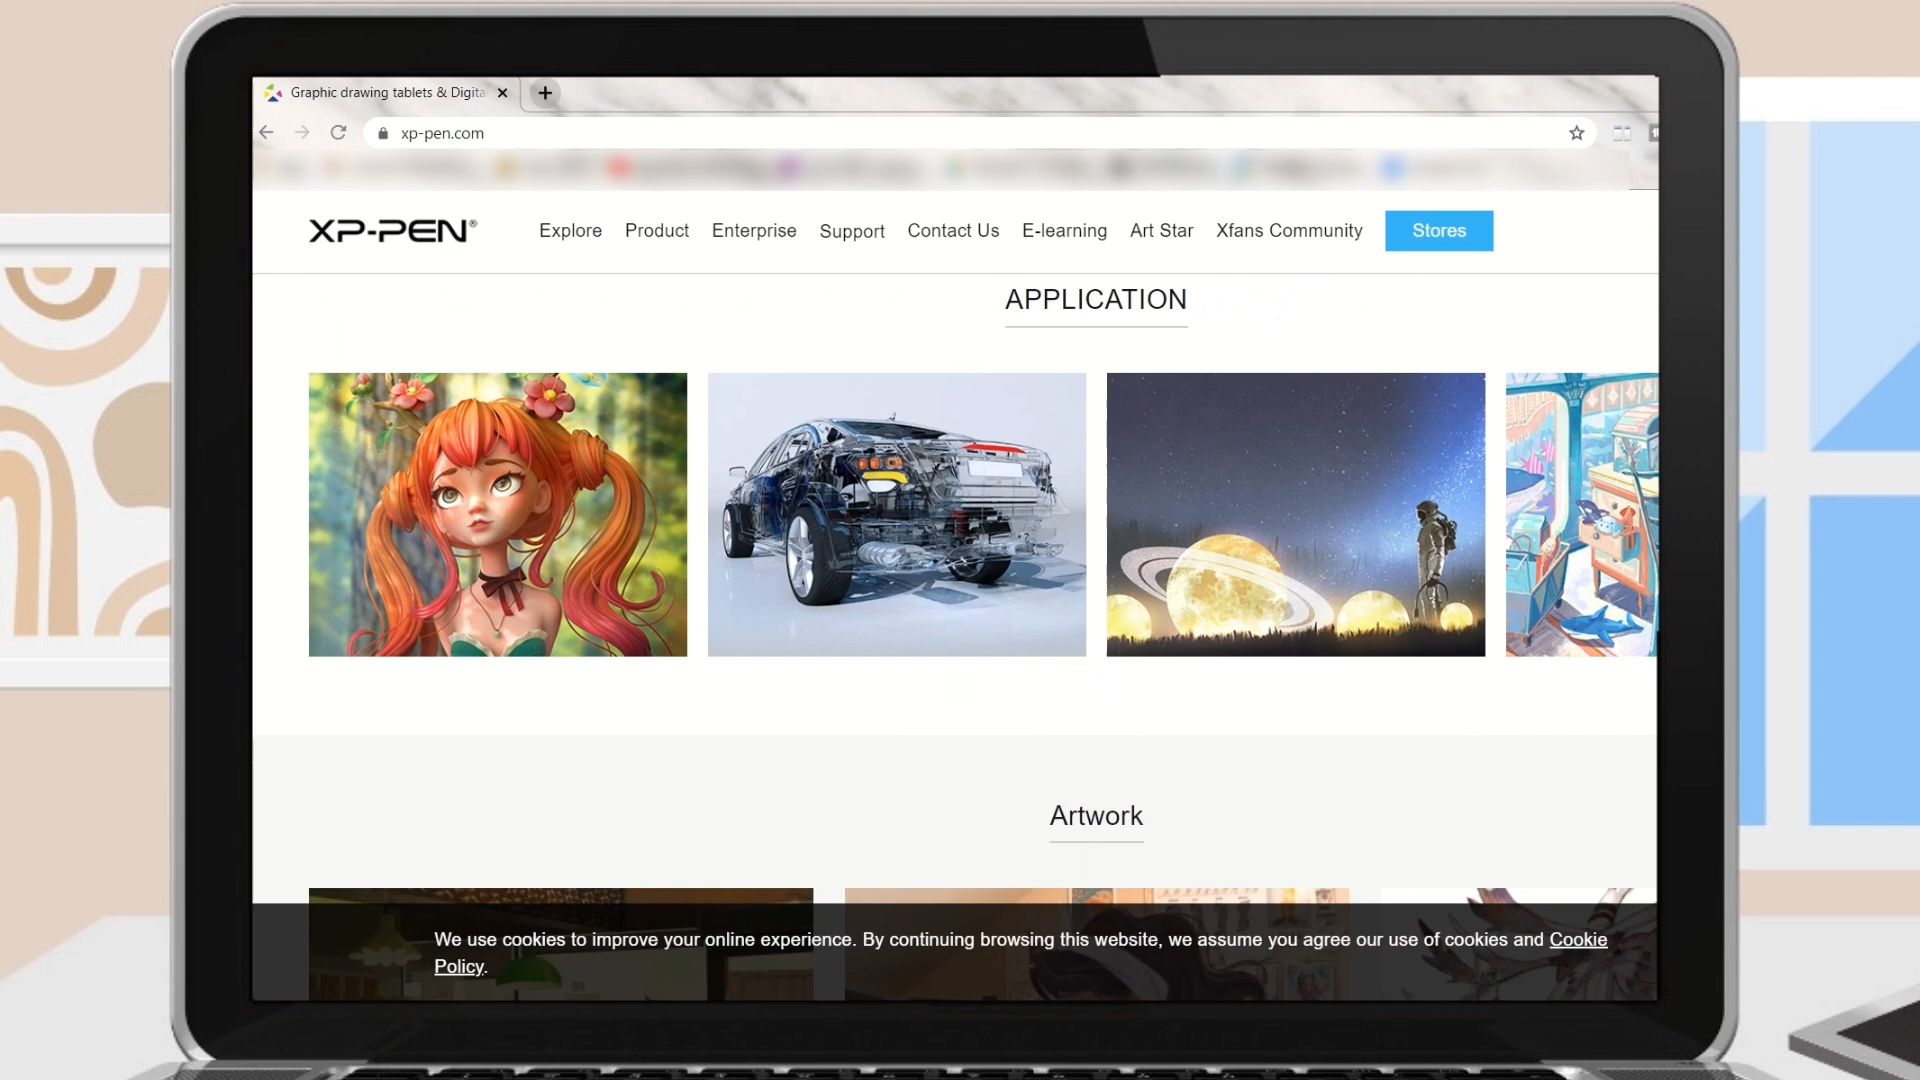 Graphic drawing tablets & Digita
xp-pen.com
XP-PEN®
Explore Product Enterprise Support Contact Us E-learning Art Star Xfans Community Stores
APPLICATION
Artwork
We use cookies to improve your online experience. By continuing browsing this website, we assume you agree our use of cookies and Cookie
Policy.